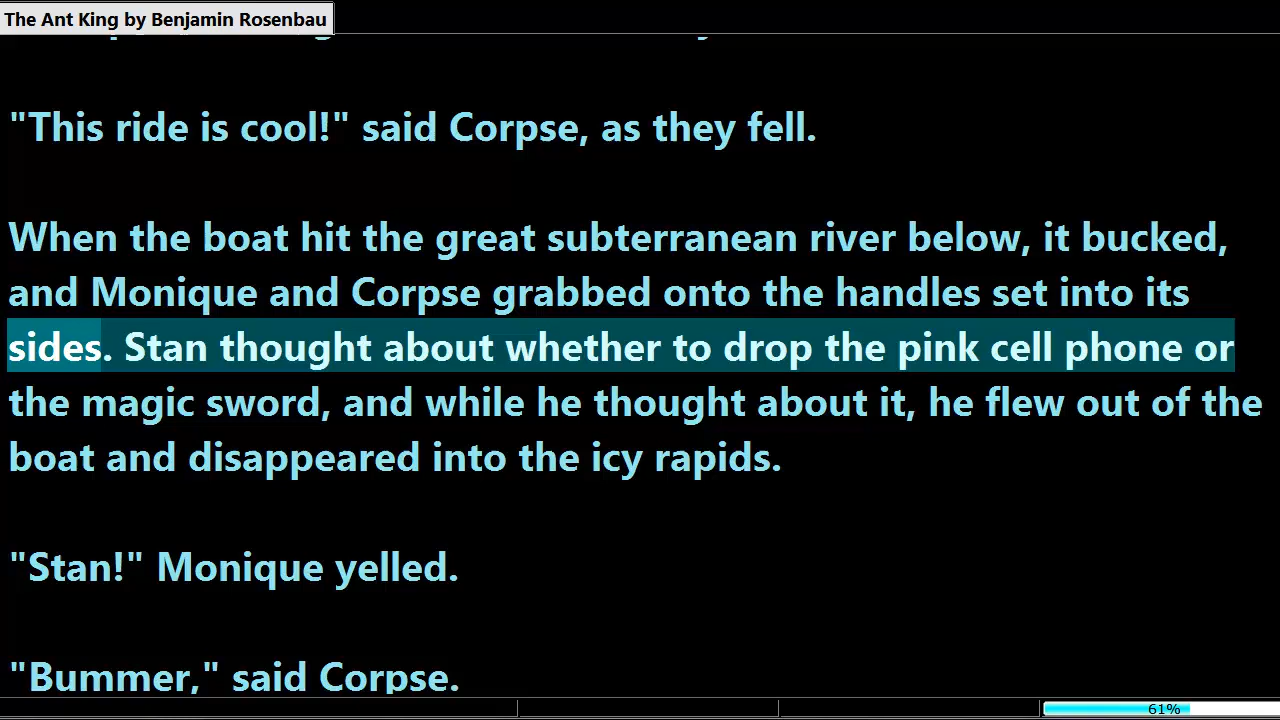 The Ant King by Benjamin Rosenbau
"This ride is cool!" said Corpse, as they fell.
When the boat hit the great subterranean river below, it bucked,
and Monique and Corpse grabbed onto the handles set into its
sides. Stan thought about whether to drop the pink cell phone or
the magic sword, and while he thought about it, he flew out of the
boat and disappeared into the icy rapids.
"Stan!" Monique yelled.
"Bummer," said Corpse.
61%